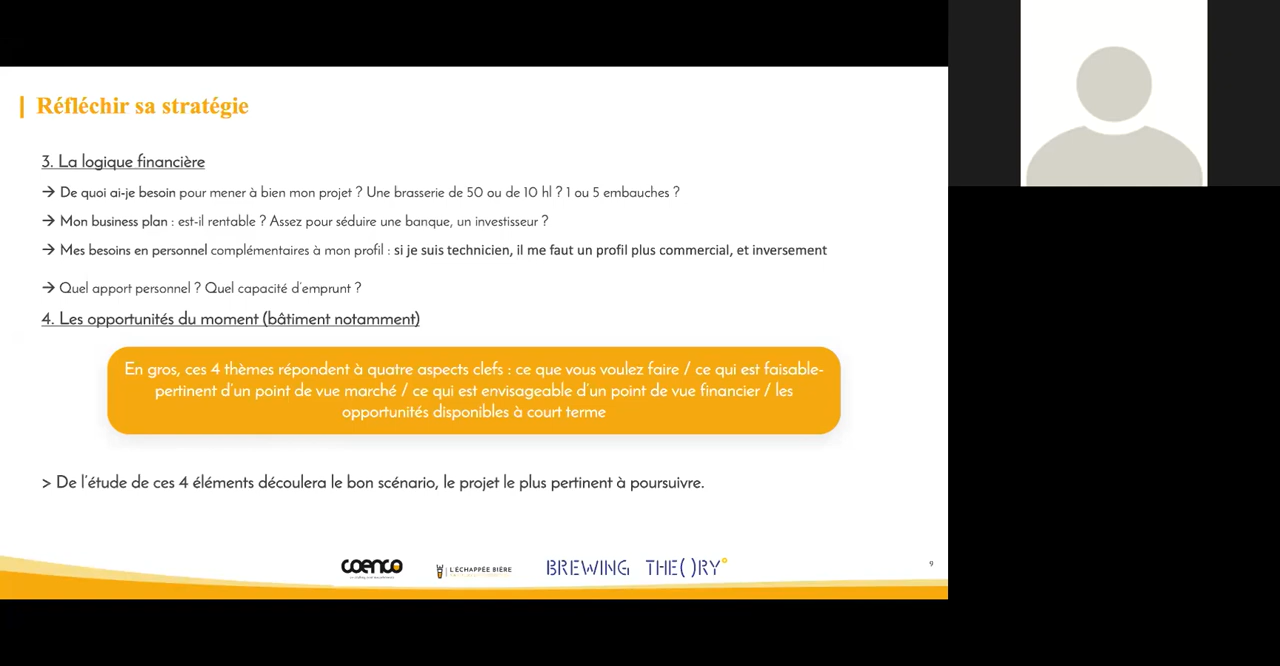 Réfléchir sa stratégie
3. La logique financière
→ De quoi ai-je besoin pour mener à bien mon projet ? Une brasserie de 50 ou de 10 hl ? 1 ou 5 embauches ?
→ Mon business plan : est-il rentable ? Assez pour séduire une banque, un investisseur ?
→ Mes besoins en personnel complémentaires à mon profil : si je suis technicien, il me faut un profil plus commercial, et inversement
→ Quel apport personnel ? Quel capacité d'emprunt ?
4. Les opportunités du moment (bâtiment notamment)
En gros, ces 4 thèmes répondent à quatre aspects clefs : ce que vous voulez faire / ce qui est faisable-
pertinent d'un point de vue marché / ce qui est envisageable d'un point de vue financier / les
opportunités disponibles à court terme
> De l'étude de ces 4 éléments découlera le bon scénario, le projet le plus pertinent à poursuivre.
coenco
L'ÉCHAPPÉE BIÈRE
BREWING THE( )RY
9